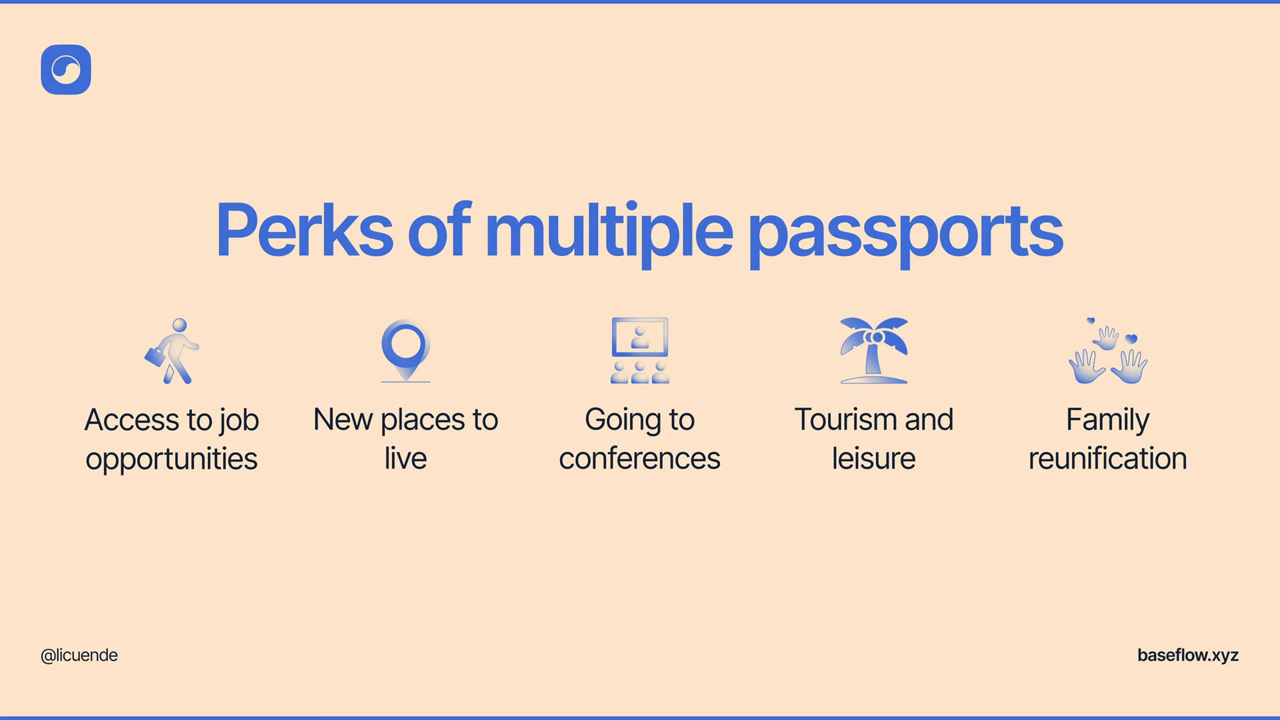 Perks of multiple passports
Access to job
opportunities
New places to
live
Going to
conferences
Tourism and
leisure
Family
reunification
@licuende
baseflow.xyz